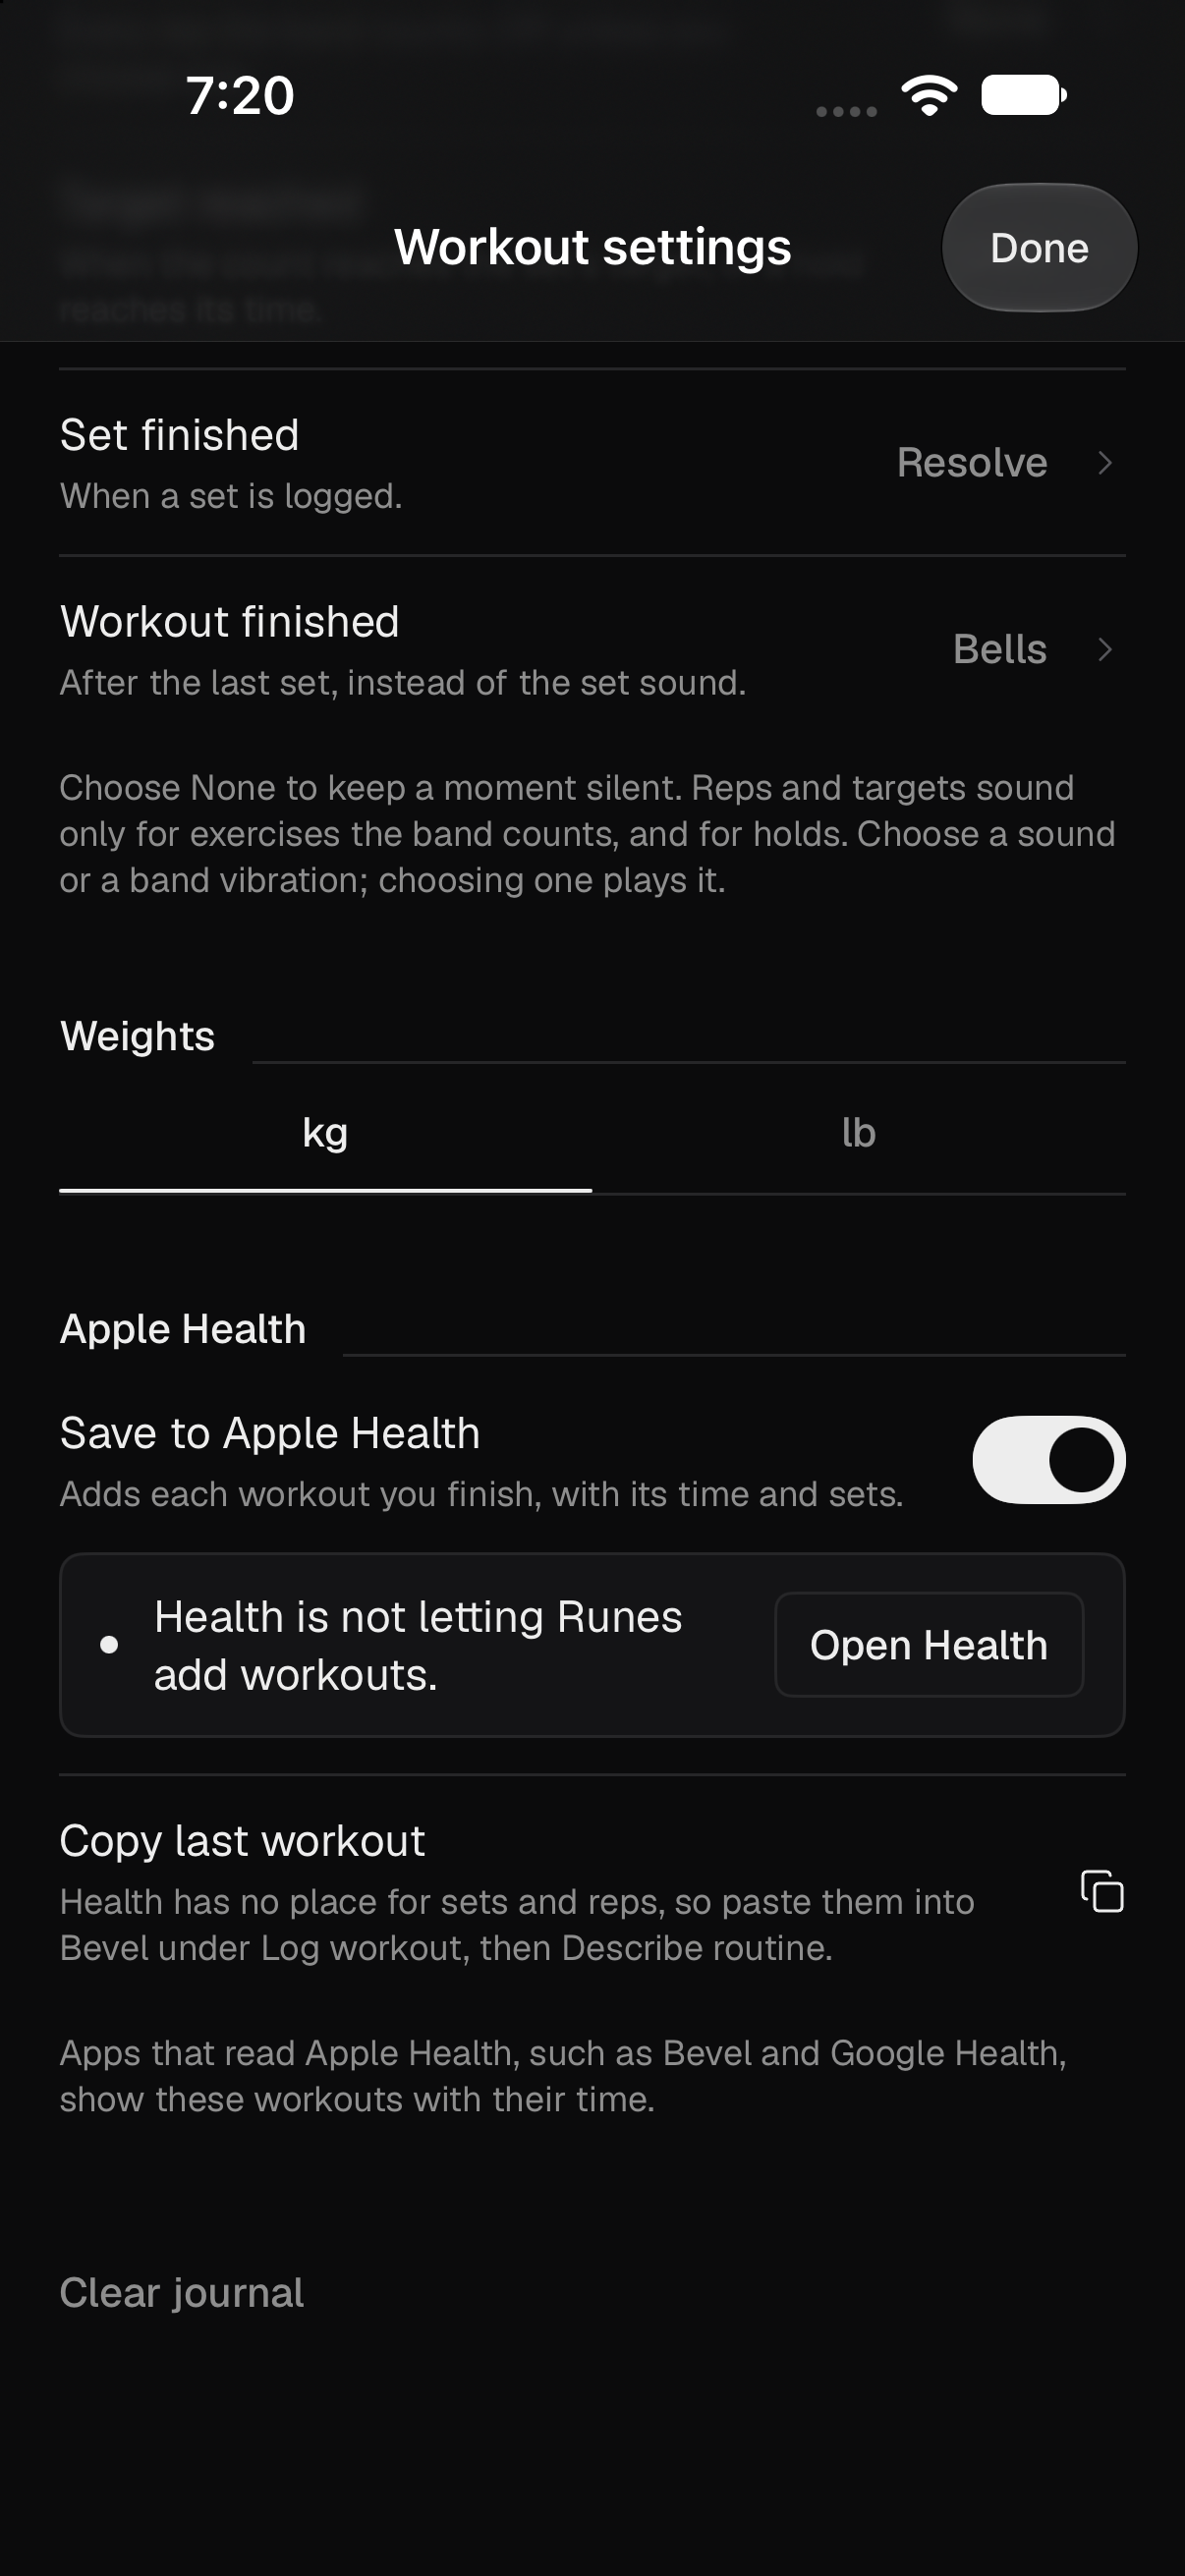 7:20
Workout settings
Done
reaches its time.
Set finished
When a set is logged.
Resolve
Workout finished
After the last set, instead of the set sound.
Bells
Choose None to keep a moment silent. Reps and targets sound
only for exercises the band counts, and for holds. Choose a sound
or a band vibration; choosing one plays it.
Weights
kg
lb
Apple Health
Save to Apple Health
Adds each workout you finish, with its time and sets.
Health is not letting Runes
add workouts.
Open Health
Copy last workout
Health has no place for sets and reps, so paste them into
Bevel under Log workout, then Describe routine.
Apps that read Apple Health, such as Bevel and Google Health,
show these workouts with their time.
Clear journal